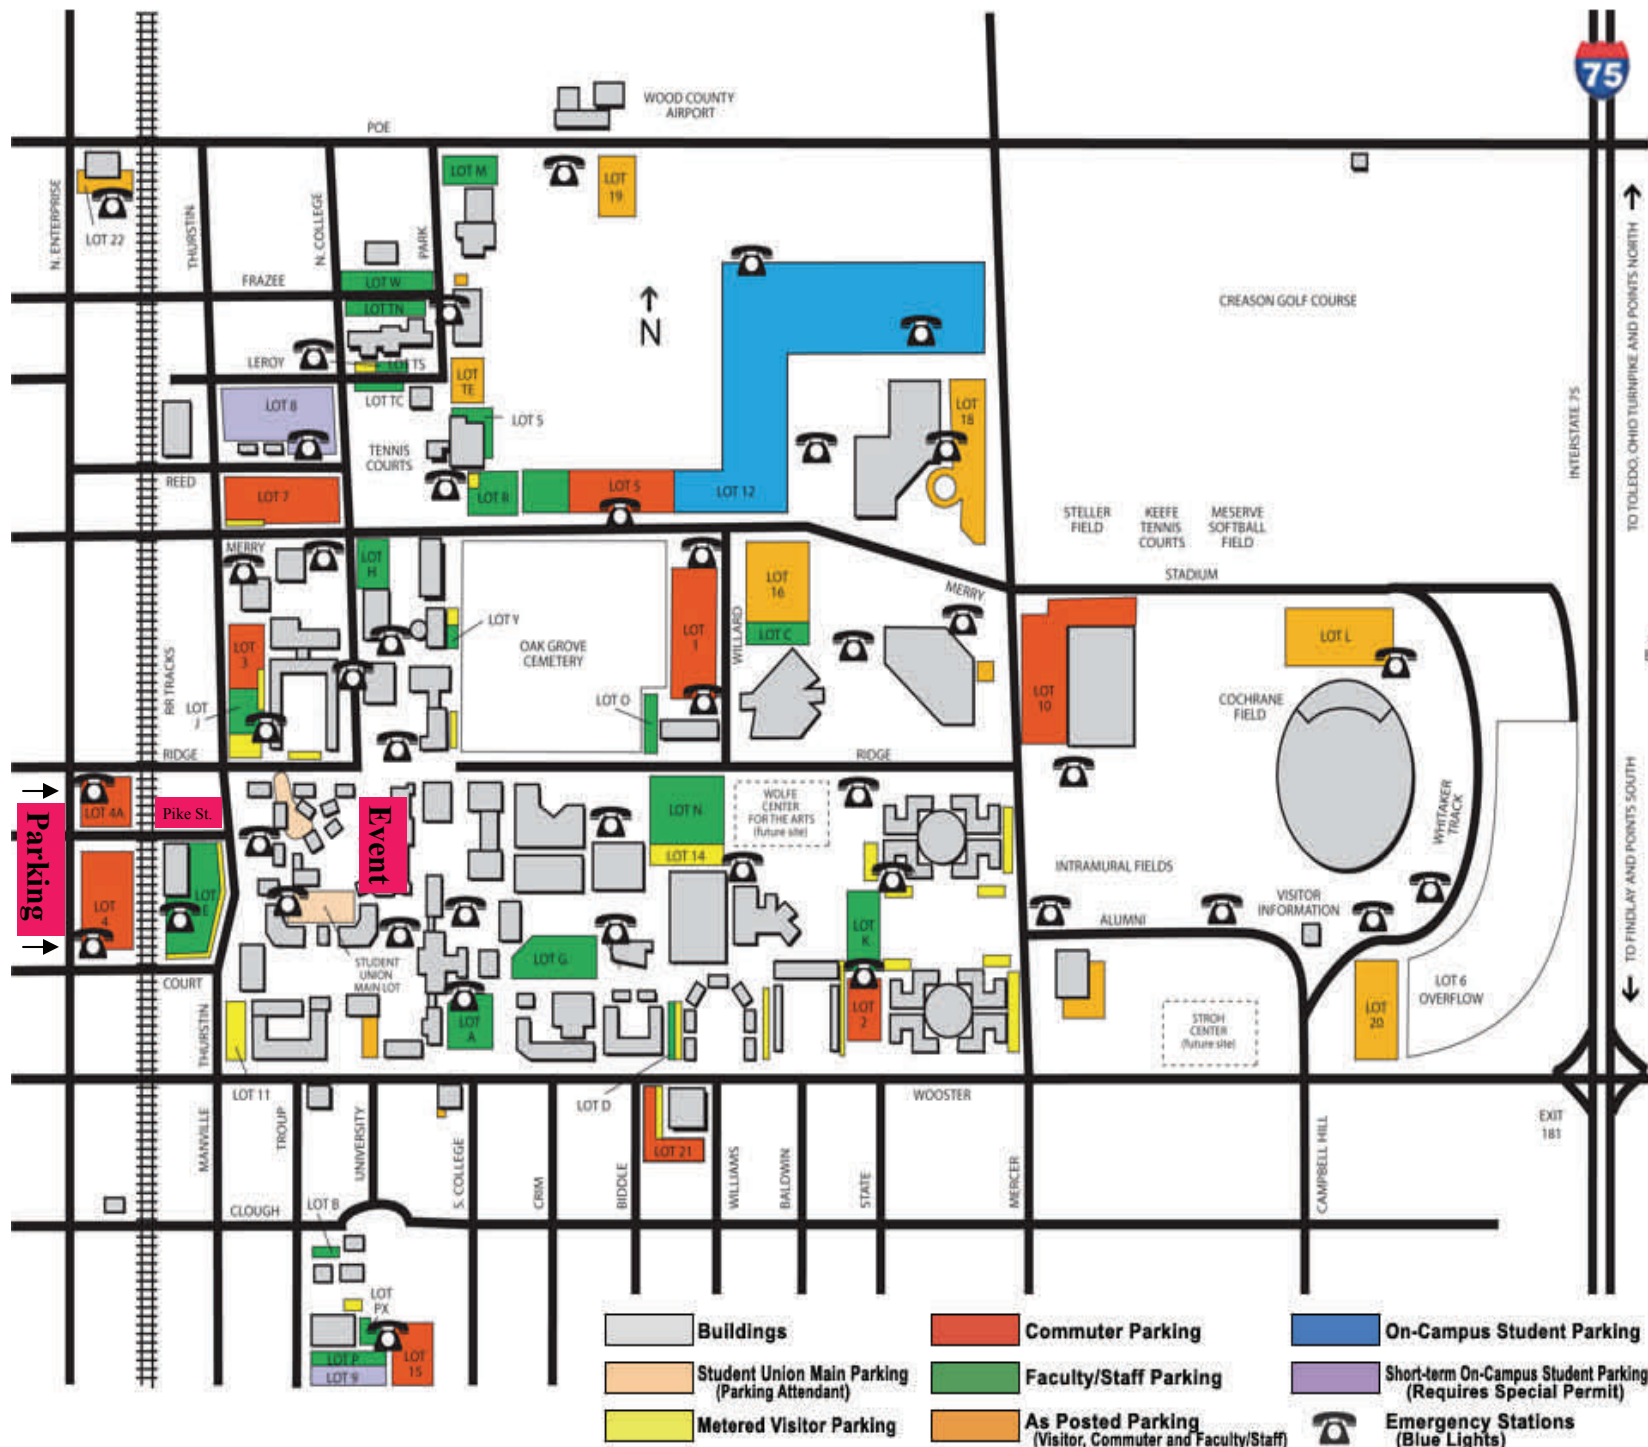 75
WOOD COUNTY
AIRPORT
POE
N. ENTERPRISE
LOT 22
THURSTIN
N. COLLEGE
PARK
LOT M
LOT
19
TO TOLEDO, OHIO TURNPIKE AND POINTS NORTH
FRAZEE
LOT W
LOT TN
N
CREASON GOLF COURSE
LEROY
LOT TS
LOT TC
LOT
TE
LOT 8
LOT S
TENNIS
COURTS
LOT
18
INTERSTATE 75
REED
LOT 7
LOT R
LOT 5
LOT 12
STELLER
FIELD
KEEFE
TENNIS
COURTS
MESERVE
SOFTBALL
FIELD
MERRY
LOT
H
LOT
16
MERRY
STADIUM
LOT Y
OAK GROVE
CEMETERY
LOT
1
WILLARD
LOT C
LOT L
LOT
3
RR TRACKS
LOT
J
LOT O
LOT
10
COCHRANE
FIELD
RIDGE
RIDGE
Parking
LOT 4A
Pike St.
Event
LOT N
WOLFE
CENTER
FOR THE ARTS
(future site)
WHITAKER
TRACK
LOT 14
INTRAMURAL FIELDS
LOT
4
LOT
E
LOT
K
VISITOR
INFORMATION
ALUMNI
TO FINDLAY AND POINTS SOUTH
STUDENT
UNION
MAIN LOT
LOT G
COURT
LOT 6
OVERFLOW
THURSTIN
LOT
A
LOT
2
STROH
CENTER
(future site)
LOT
20
LOT 11
LOT D
WOOSTER
EXIT
181
MANVILLE
TROUP
UNIVERSITY
S. COLLEGE
CRIM
BIDDLE
LOT 21
WILLIAMS
BALDWIN
STATE
MERCER
CAMPBELL HILL
CLOUGH
LOT B
LOT
PX
LOT P
LOT 9
LOT
15
Buildings
Commuter Parking
On-Campus Student Parking
Student Union Main Parking
(Parking Attendant)
Faculty/Staff Parking
Short-term On-Campus Student Parking
(Requires Special Permit)
Metered Visitor Parking
As Posted Parking
(Visitor, Commuter and Faculty/Staff)
Emergency Stations
(Blue Lights)